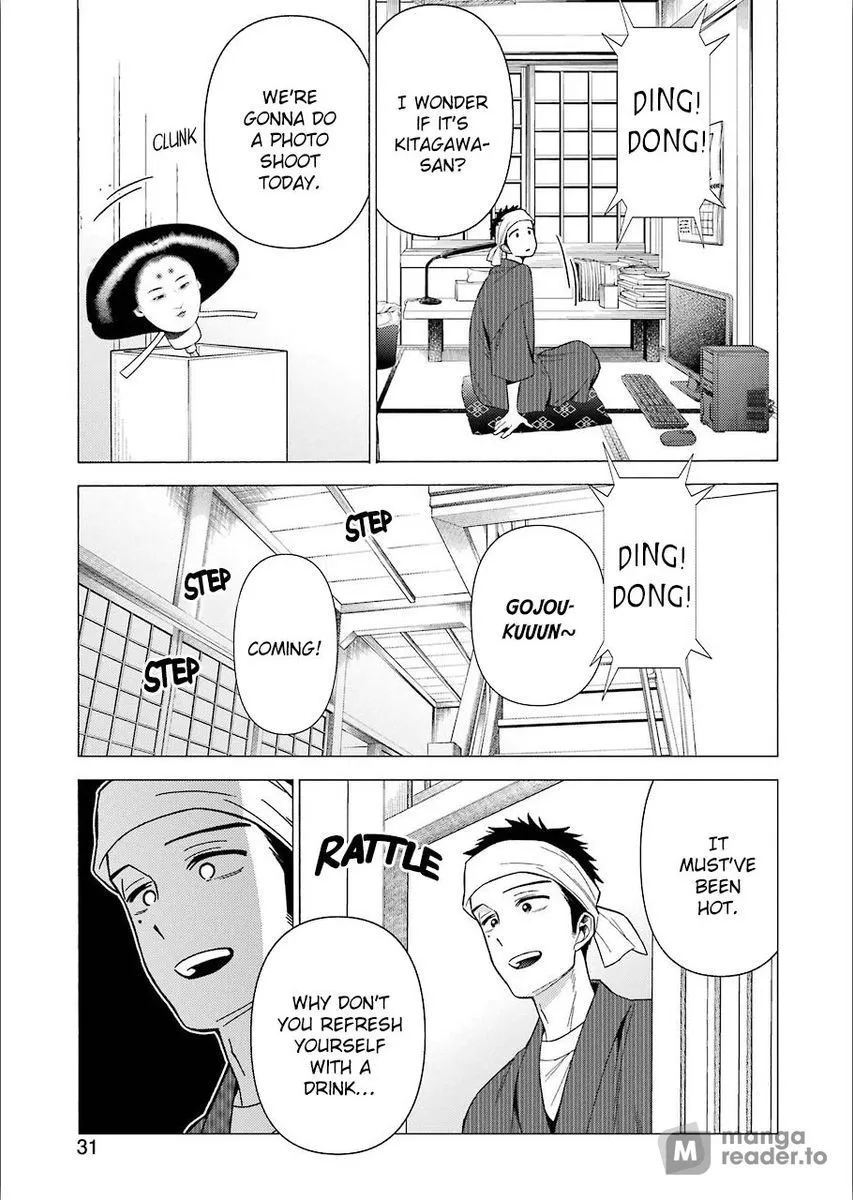 DING!
DONG!
I WONDER
IF IT'S
KITAGAWA-
SAN?
WE'RE
GONNA DO
A PHOTO
SHOOT
TODAY.
CLUNK
DING!
DONG!
GOJOU-
KUUUN~
STEP
STEP
COMING!
STEP
IT
MUST'VE
BEEN
HOT.
RATTLE
WHY DON'T
YOU REFRESH
YOURSELF
WITH A
DRINK...
31
M manga
reader.to